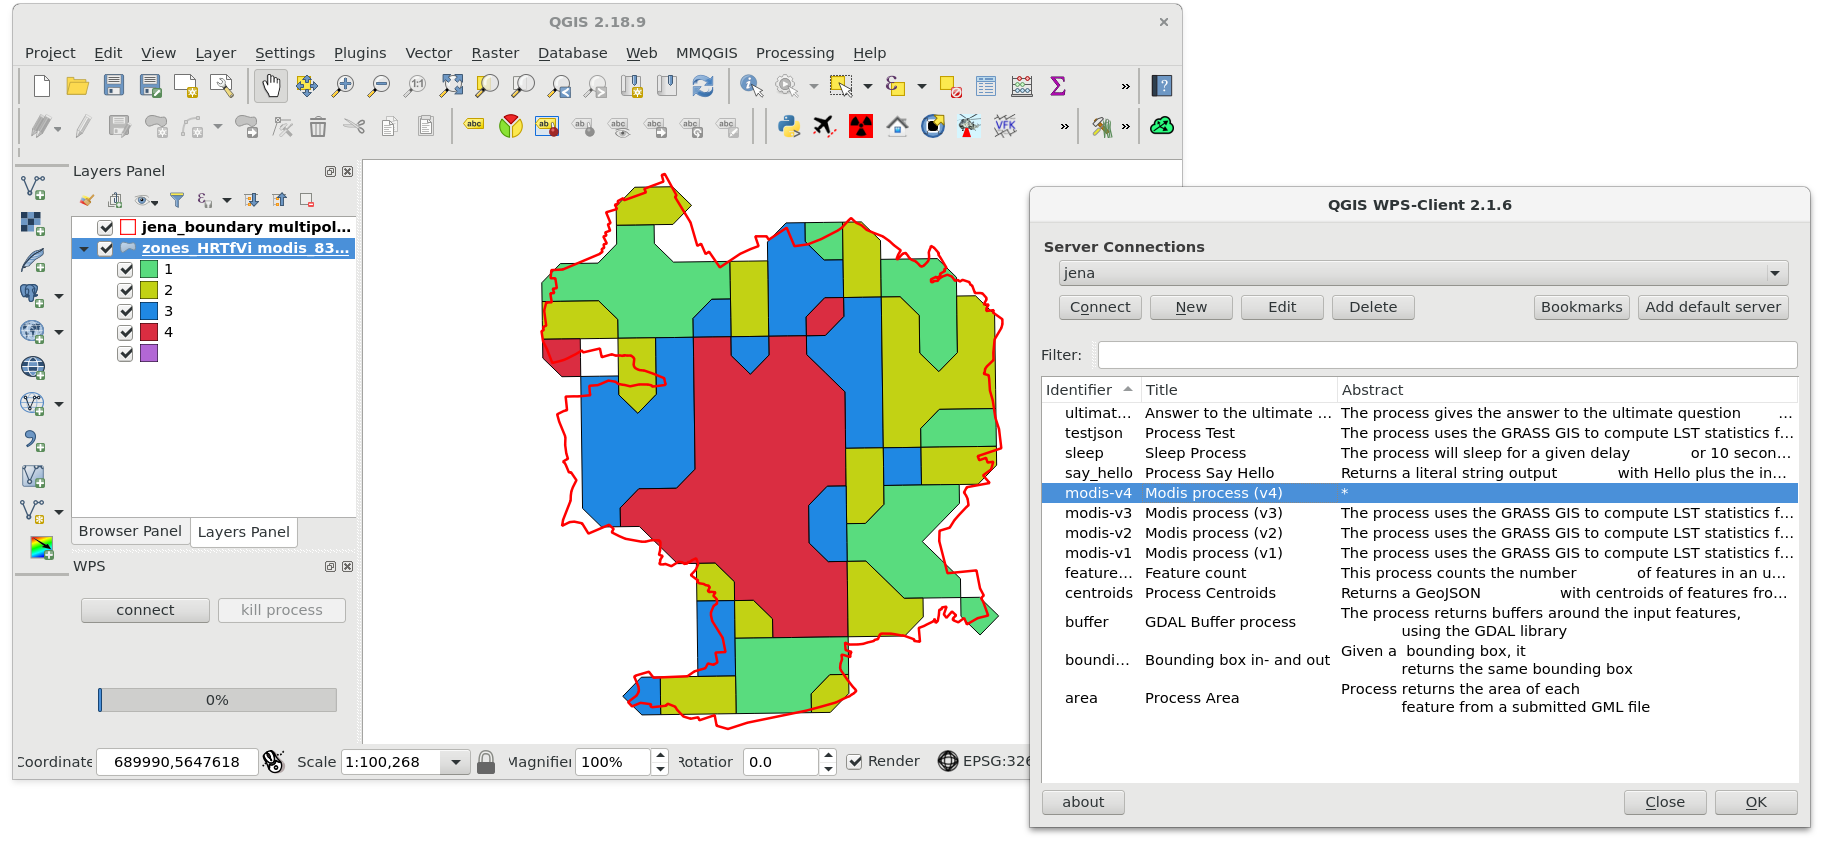 QGIS 2.18.9
Project Edit View Layer Settings Plugins Vector Raster Database Web MMQGIS Processing Help
1:1
»
abc abc abc abc abc abc abc
VFK
» »
Layers Panel
jena_boundary multipol...
zones_HRTfVi modis_83...
1
2
3
4
Browser Panel Layers Panel
WPS
connect kill process
0%
Coordinate 689990,5647618 Scale 1:100,268 Magnifier 100% Rotation 0.0 Render EPSG:326
QGIS WPS-Client 2.1.6
Server Connections
jena
Connect New Edit Delete Bookmarks Add default server
Filter:
Identifier Title Abstract
ultimat... Answer to the ultimate ... The process gives the answer to the ultimate question ...
testjson Process Test The process uses the GRASS GIS to compute LST statistics f...
sleep Sleep Process The process will sleep for a given delay or 10 secon...
say_hello Process Say Hello Returns a literal string output with Hello plus the in...
modis-v4 Modis process (v4) *
modis-v3 Modis process (v3) The process uses the GRASS GIS to compute LST statistics f...
modis-v2 Modis process (v2) The process uses the GRASS GIS to compute LST statistics f...
modis-v1 Modis process (v1) The process uses the GRASS GIS to compute LST statistics f...
feature... Feature count This process counts the number of features in an u...
centroids Process Centroids Returns a GeoJSON with centroids of features fro...
buffer GDAL Buffer process The process returns buffers around the input features,
using the GDAL library
boundi... Bounding box in- and out Given a bounding box, it
returns the same bounding box
area Process Area Process returns the area of each
feature from a submitted GML file
about Close OK